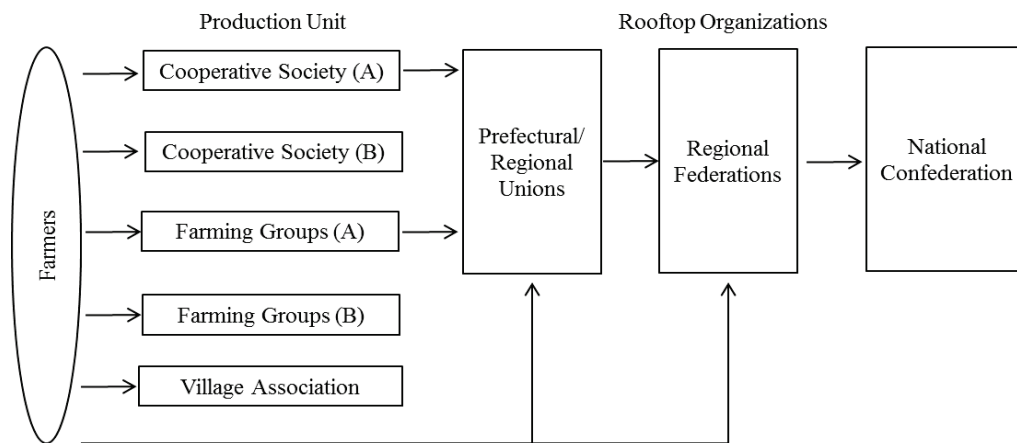 Production Unit
Rooftop Organizations
Farmers
Cooperative Society (A)
Cooperative Society (B)
Farming Groups (A)
Farming Groups (B)
Village Association
Prefectural/
Regional
Unions
Regional
Federations
National
Confederation